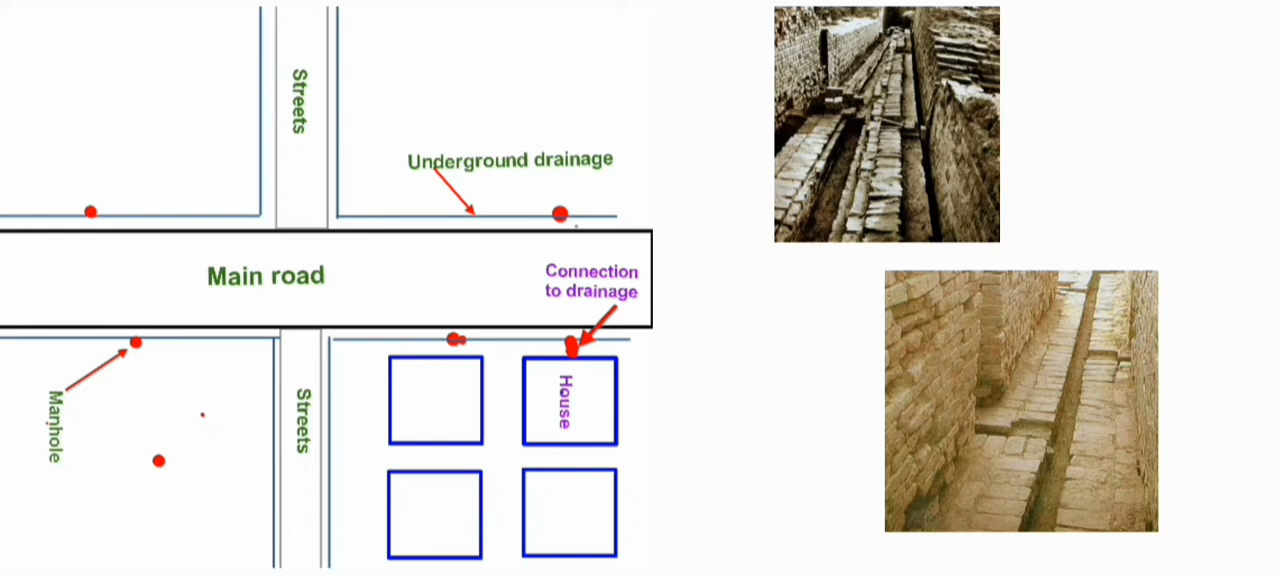 Streets
Underground drainage
Main road
Connection
to drainage
Manhole
Streets
House